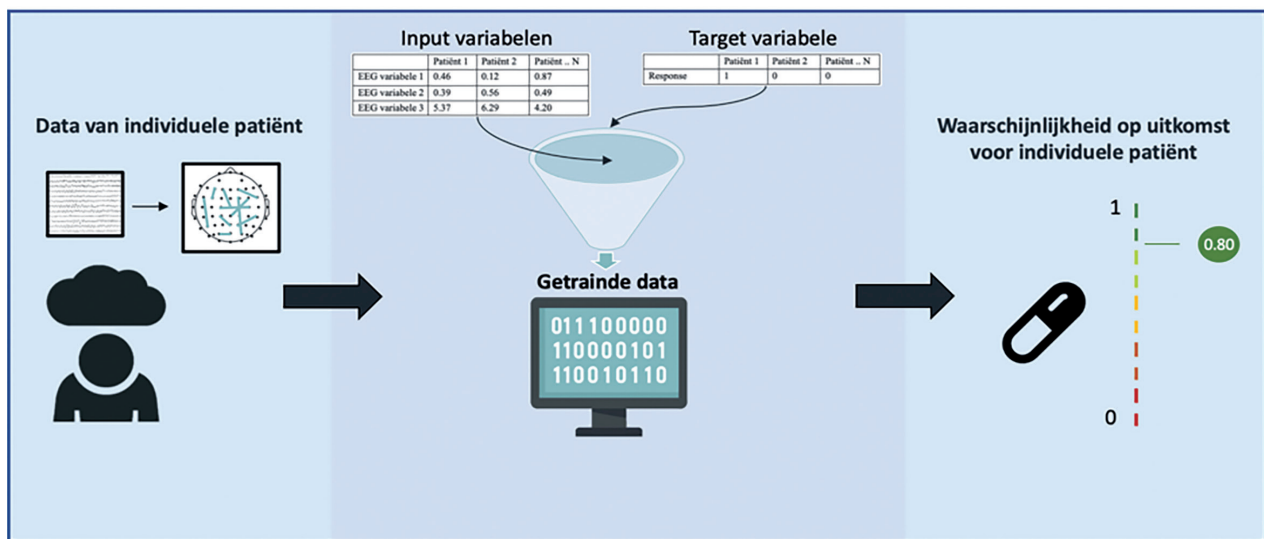 Data van individuele patiënt
Input variabelen
Patiënt 1 Patiënt 2 Patiënt .. N
EEG variabele 1 0.46 0.12 0.87
EEG variabele 2 0.39 0.56 0.49
EEG variabele 3 5.37 6.29 4.20
Target variabele
Patiënt 1 Patiënt 2 Patiënt .. N
Response 1 0 0
Getrainde data
011100000
110000101
110010110
Waarschijnlijkheid op uitkomst
voor individuele patiënt
1
0.80
0